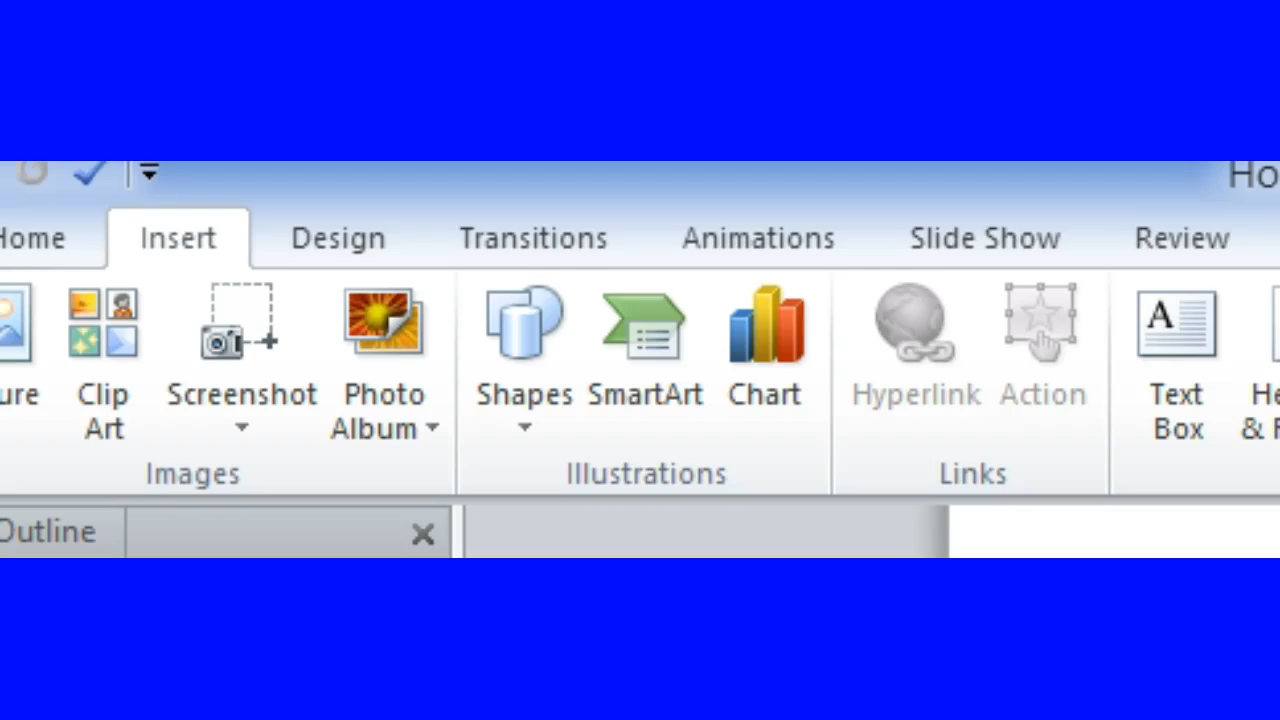 Ho
Home Insert Design Transitions Animations Slide Show Review
ure Clip Art Screenshot Photo Album Shapes SmartArt Chart Hyperlink Action Text Box He & F
Images Illustrations Links
Outline